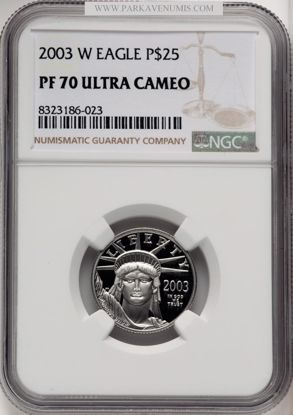 WWW.PARKAVENUMIS.COM
2003 W EAGLE P$25
PF 70 ULTRA CAMEO
8323186-023
NUMISMATIC GUARANTY COMPANY
NGC
LIBERTY
2003
IN GOD
WE
TRUST